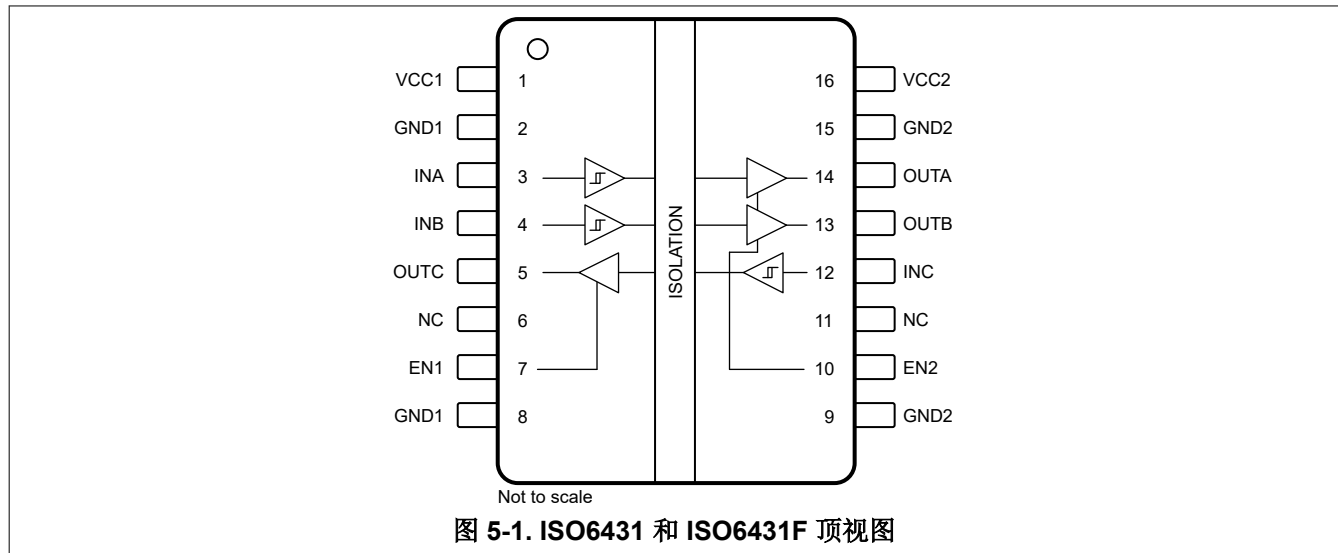 VCC1 1 16 VCC2
GND1 2 15 GND2
INA 3 14 OUTA
INB 4 13 OUTB
OUTC 5 12 INC
NC 6 11 NC
EN1 7 10 EN2
GND1 8 9 GND2
ISOLATION
Not to scale
图 5-1. ISO6431 和 ISO6431F 顶视图